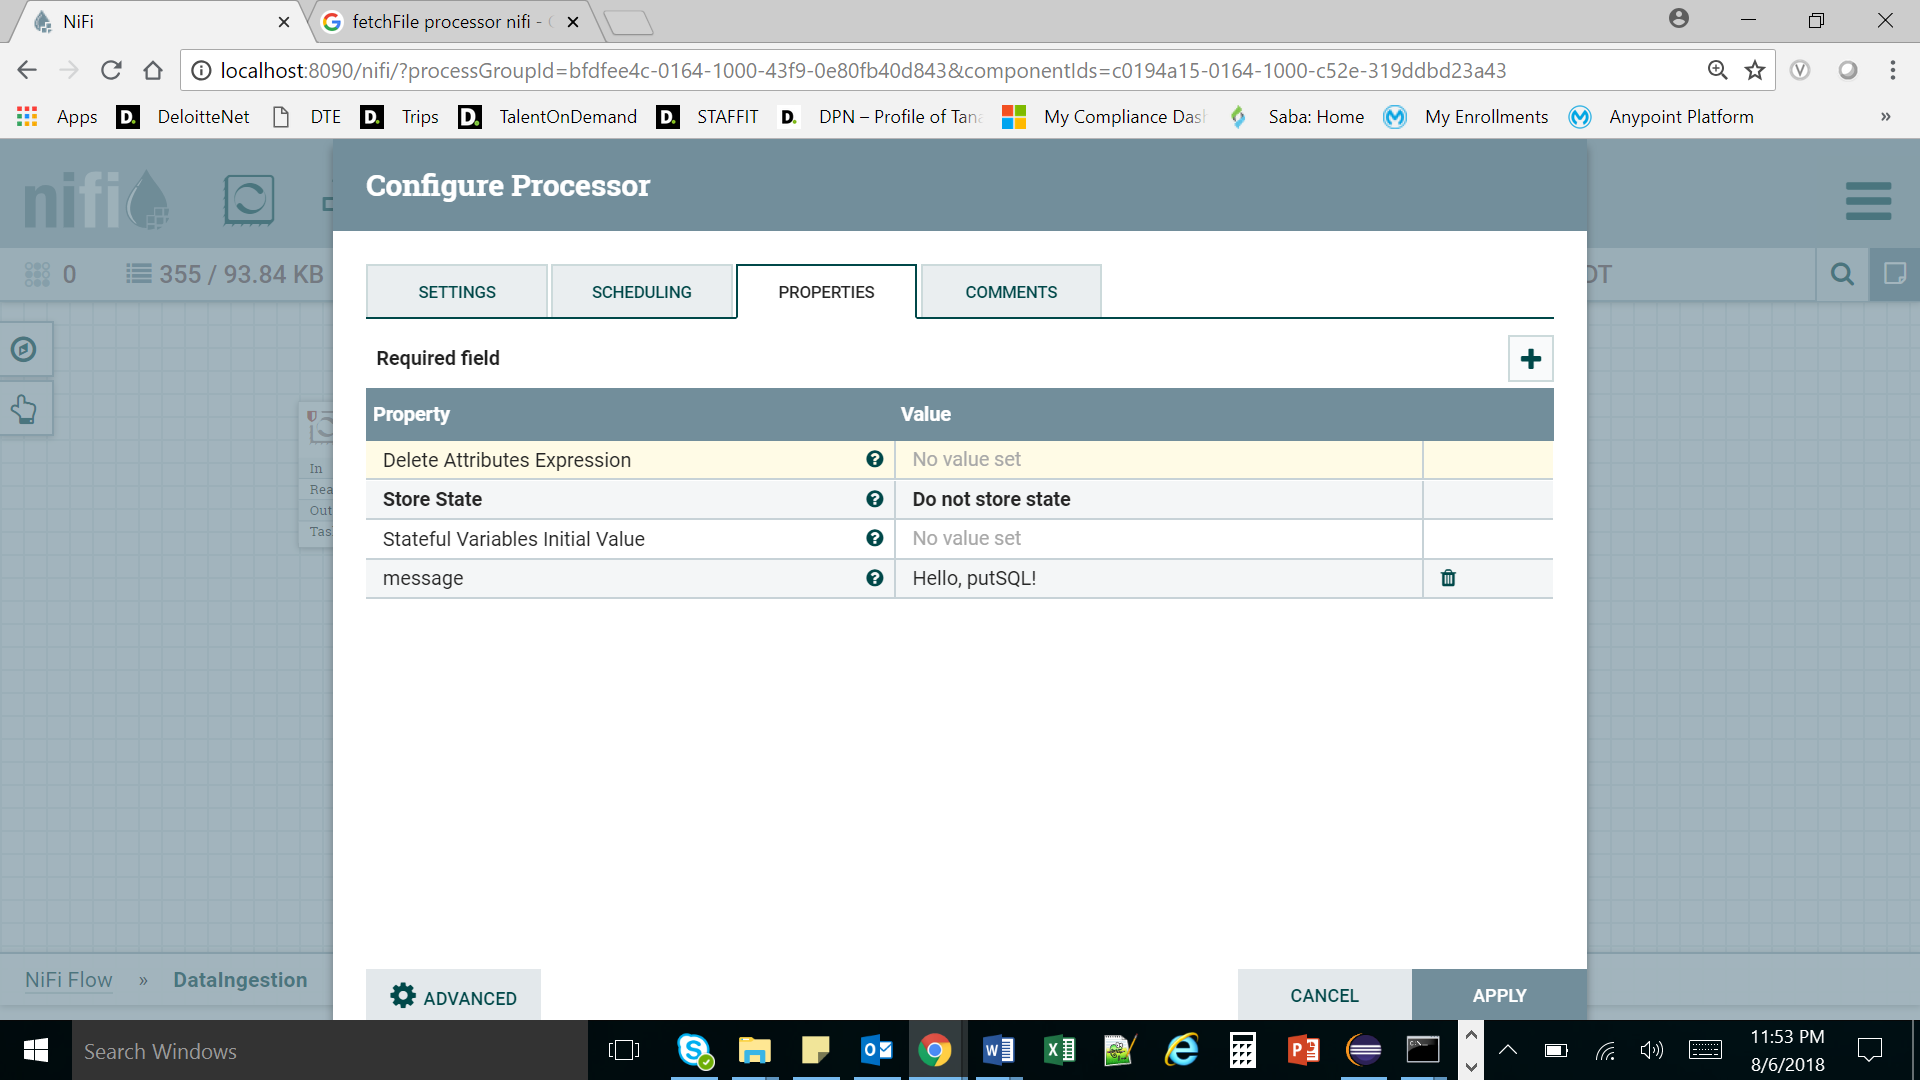 NiFi
fetchFile processor nifi -
localhost:8090/nifi/?processGroupId=bfdfee4c-0164-1000-43f9-0e80fb40d843&componentIds=c0194a15-0164-1000-c52e-319ddbd23a43
Apps DeloitteNet DTE Trips TalentOnDemand STAFFIT DPN – Profile of Tana My Compliance Dash Saba: Home My Enrollments Anypoint Platform »
nifi
Configure Processor
0 355 / 93.84 KB
DT
SETTINGS SCHEDULING PROPERTIES COMMENTS
Required field
Property Value
Delete Attributes Expression No value set
Store State Do not store state
Stateful Variables Initial Value No value set
message Hello, putSQL!
In
Rea
Out
Tas
NiFi Flow » DataIngestion
ADVANCED CANCEL APPLY
Search Windows
11:53 PM
8/6/2018